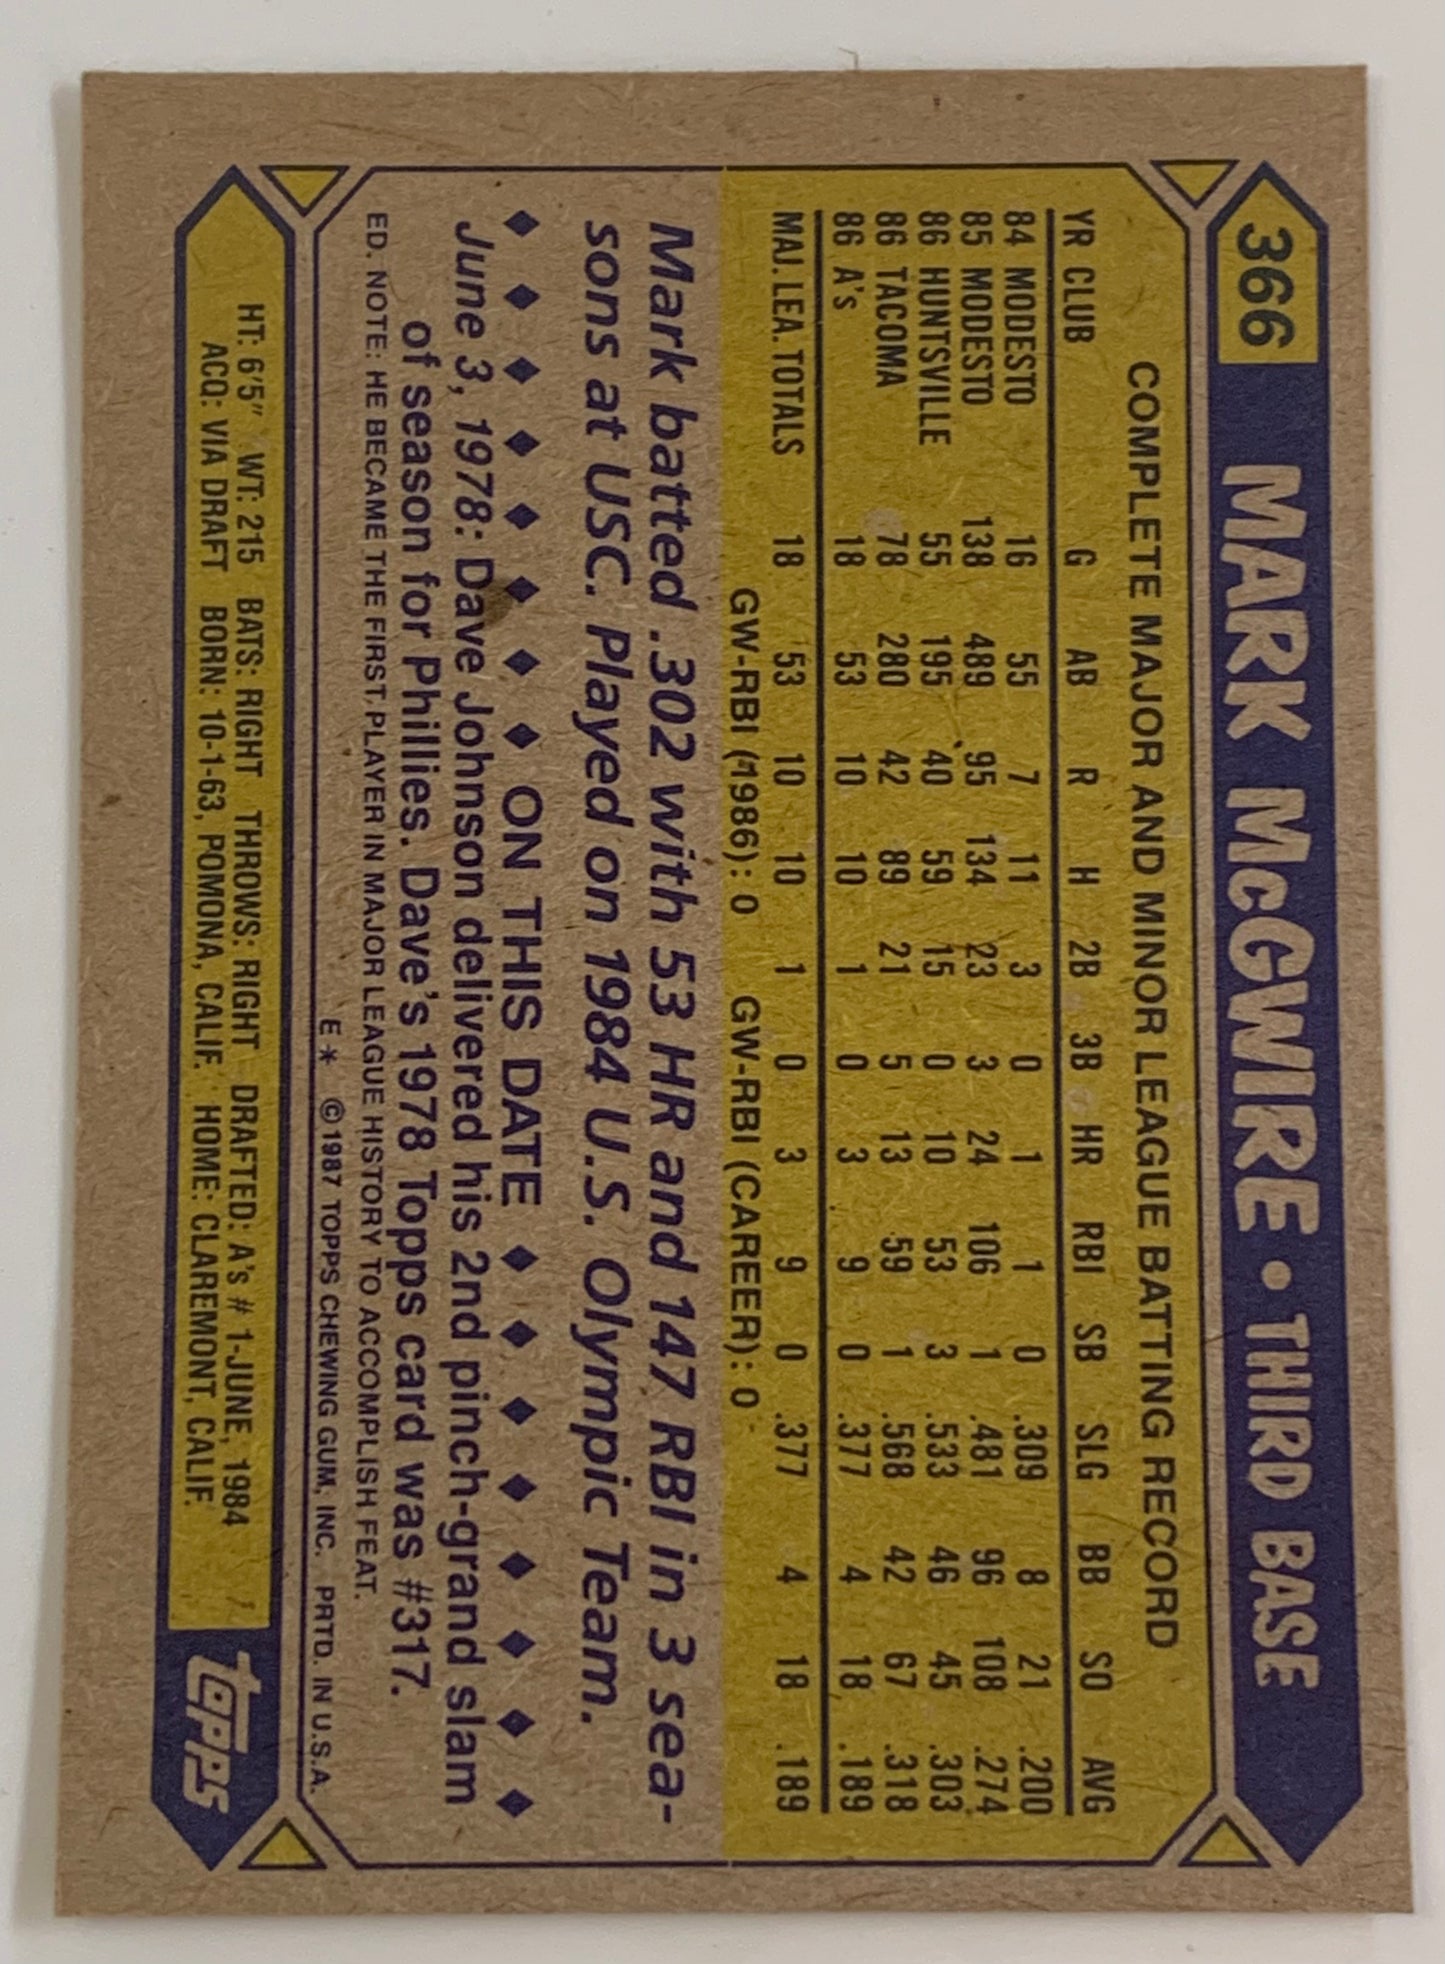 366 MARK McGWIRE • THIRD BASE
COMPLETE MAJOR AND MINOR LEAGUE BATTING RECORD
YR CLUB G AB R H 2B 3B HR RBI SB SLG BB SO AVG
84 MODESTO 16 55 7 11 3 0 1 1 0 .309 8 21 .200
85 MODESTO 138 489 95 134 23 3 24 106 1 .481 96 108 .274
86 HUNTSVILLE 55 195 40 59 15 0 10 53 3 .533 46 45 .303
86 TACOMA 78 280 42 89 21 5 13 59 1 .568 42 67 .318
86 A's 18 53 10 10 1 0 3 9 0 .377 4 18 .189
MAJ. LEA. TOTALS 18 53 10 10 1 0 3 9 0 .377 4 18 .189
GW-RBI (1986): 0 GW-RBI (CAREER): 0
Mark batted .302 with 53 HR and 147 RBI in 3 sea-
sons at USC. Played on 1984 U.S. Olympic Team.
◆ ◆ ◆ ◆ ◆ ◆ ◆ ◆ ON THIS DATE ◆ ◆ ◆ ◆ ◆ ◆ ◆ ◆
June 3, 1978: Dave Johnson delivered his 2nd pinch-grand slam
of season for Phillies. Dave's 1978 Topps card was #317.
ED. NOTE: HE BECAME THE FIRST PLAYER IN MAJOR LEAGUE HISTORY TO ACCOMPLISH FEAT.
E* © 1987 TOPPS CHEWING GUM, INC. PRTD. IN U.S.A.
HT: 6'5" WT: 215 BATS: RIGHT THROWS: RIGHT DRAFTED: A's #1-JUNE, 1984
ACQ: VIA DRAFT BORN: 10-1-63, POMONA, CALIF. HOME: CLAREMONT, CALIF.
topps